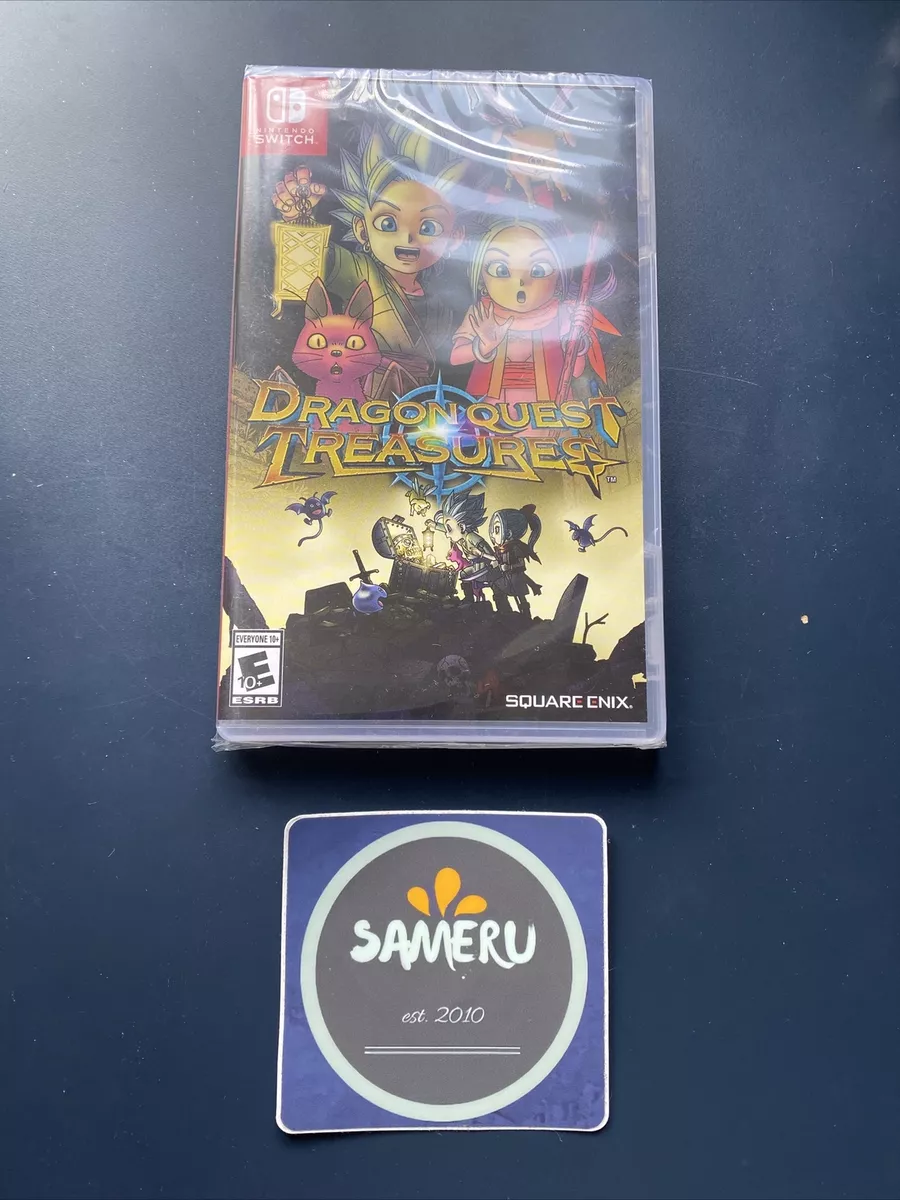 NINTENDO
SWITCH
DRAGON QUEST
TREASURES
TM
EVERYONE 10+
E
10+
ESRB
SQUARE ENIX.
SAMERU
est. 2010